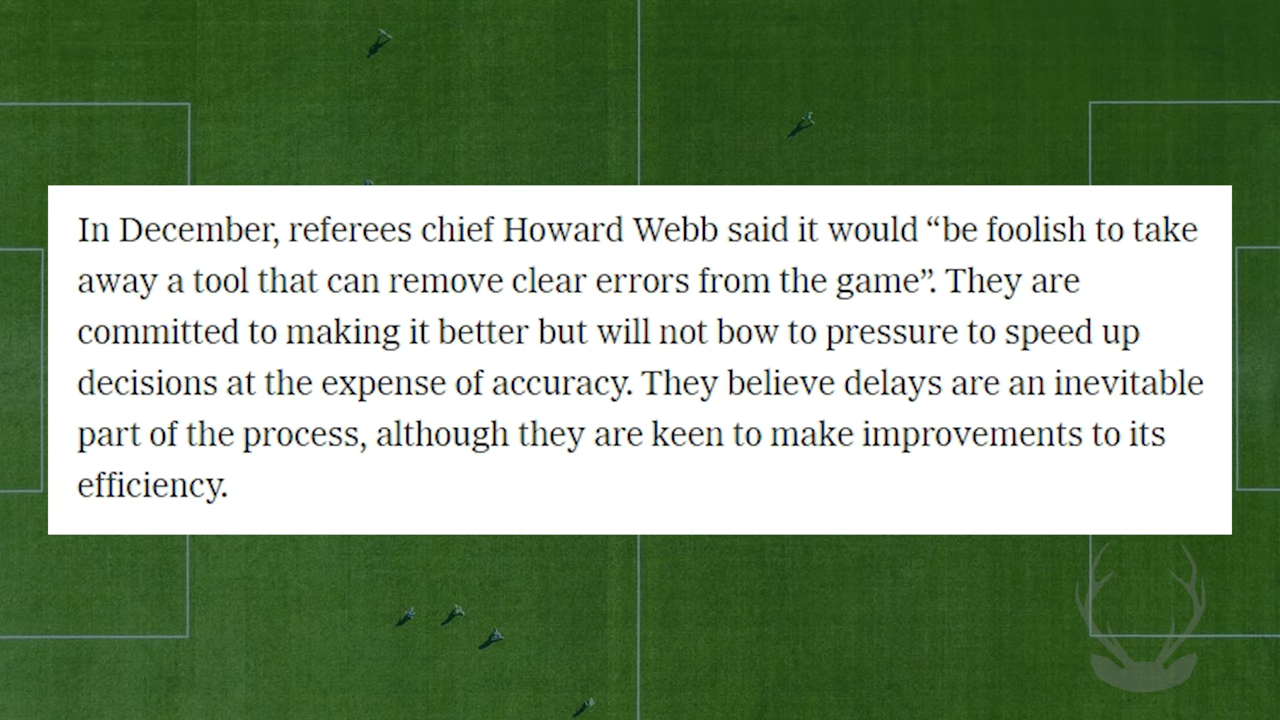 In December, referees chief Howard Webb said it would “be foolish to take
away a tool that can remove clear errors from the game”. They are
committed to making it better but will not bow to pressure to speed up
decisions at the expense of accuracy. They believe delays are an inevitable
part of the process, although they are keen to make improvements to its
efficiency.